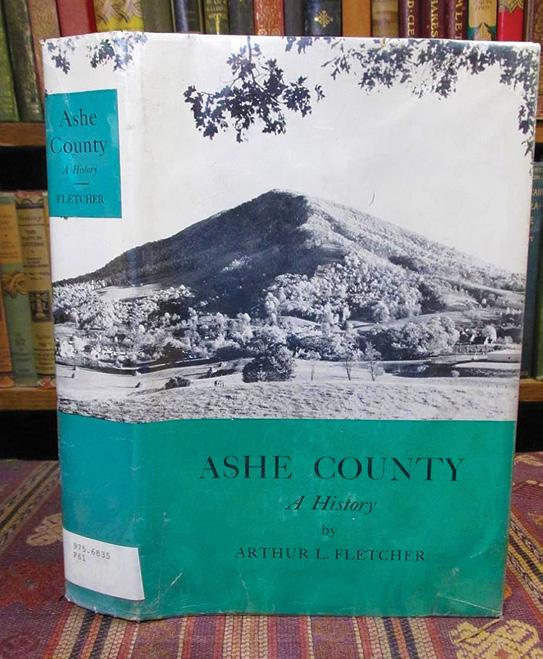 Ashe
County
A History
FLETCHER
975.6835
F61
ASHE COUNTY
A History
by
ARTHUR L. FLETCHER